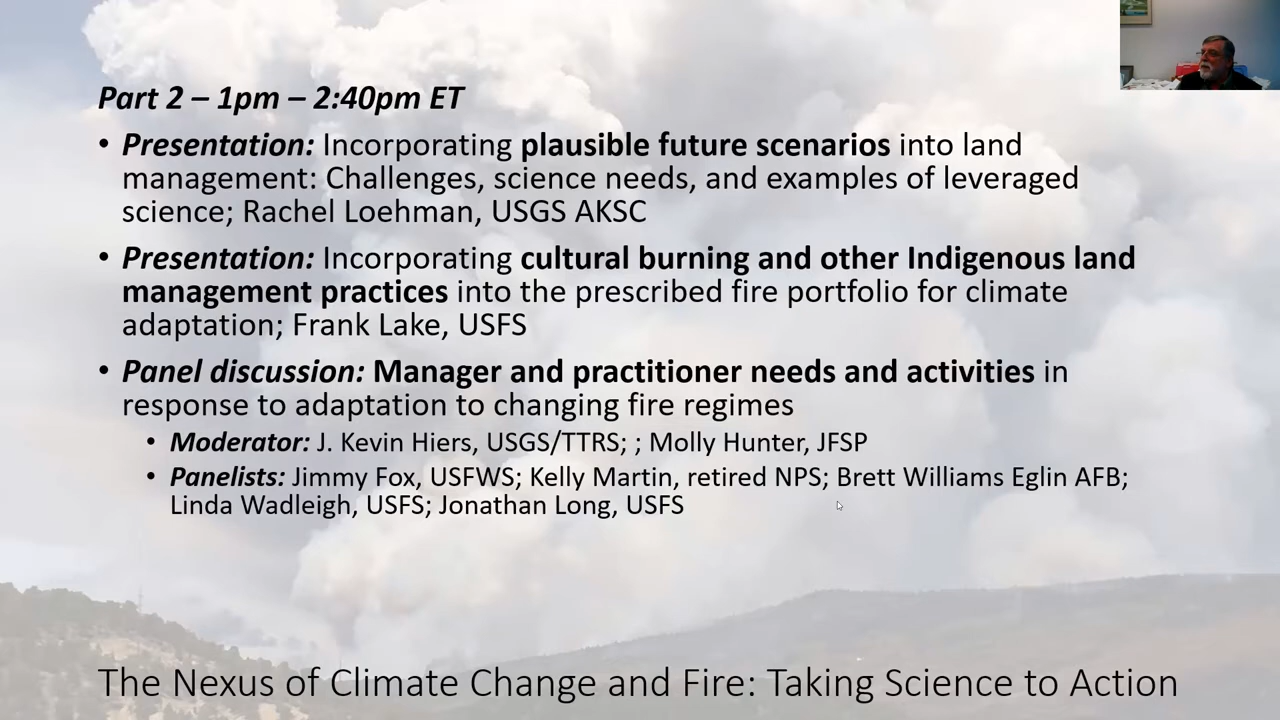 Part 2 – 1pm – 2:40pm ET
• Presentation: Incorporating plausible future scenarios into land
management: Challenges, science needs, and examples of leveraged
science; Rachel Loehman, USGS AKSC
• Presentation: Incorporating cultural burning and other Indigenous land
management practices into the prescribed fire portfolio for climate
adaptation; Frank Lake, USFS
• Panel discussion: Manager and practitioner needs and activities in
response to adaptation to changing fire regimes
• Moderator: J. Kevin Hiers, USGS/TTRS; ; Molly Hunter, JFSP
• Panelists: Jimmy Fox, USFWS; Kelly Martin, retired NPS; Brett Williams Eglin AFB;
Linda Wadleigh, USFS; Jonathan Long, USFS
The Nexus of Climate Change and Fire: Taking Science to Action